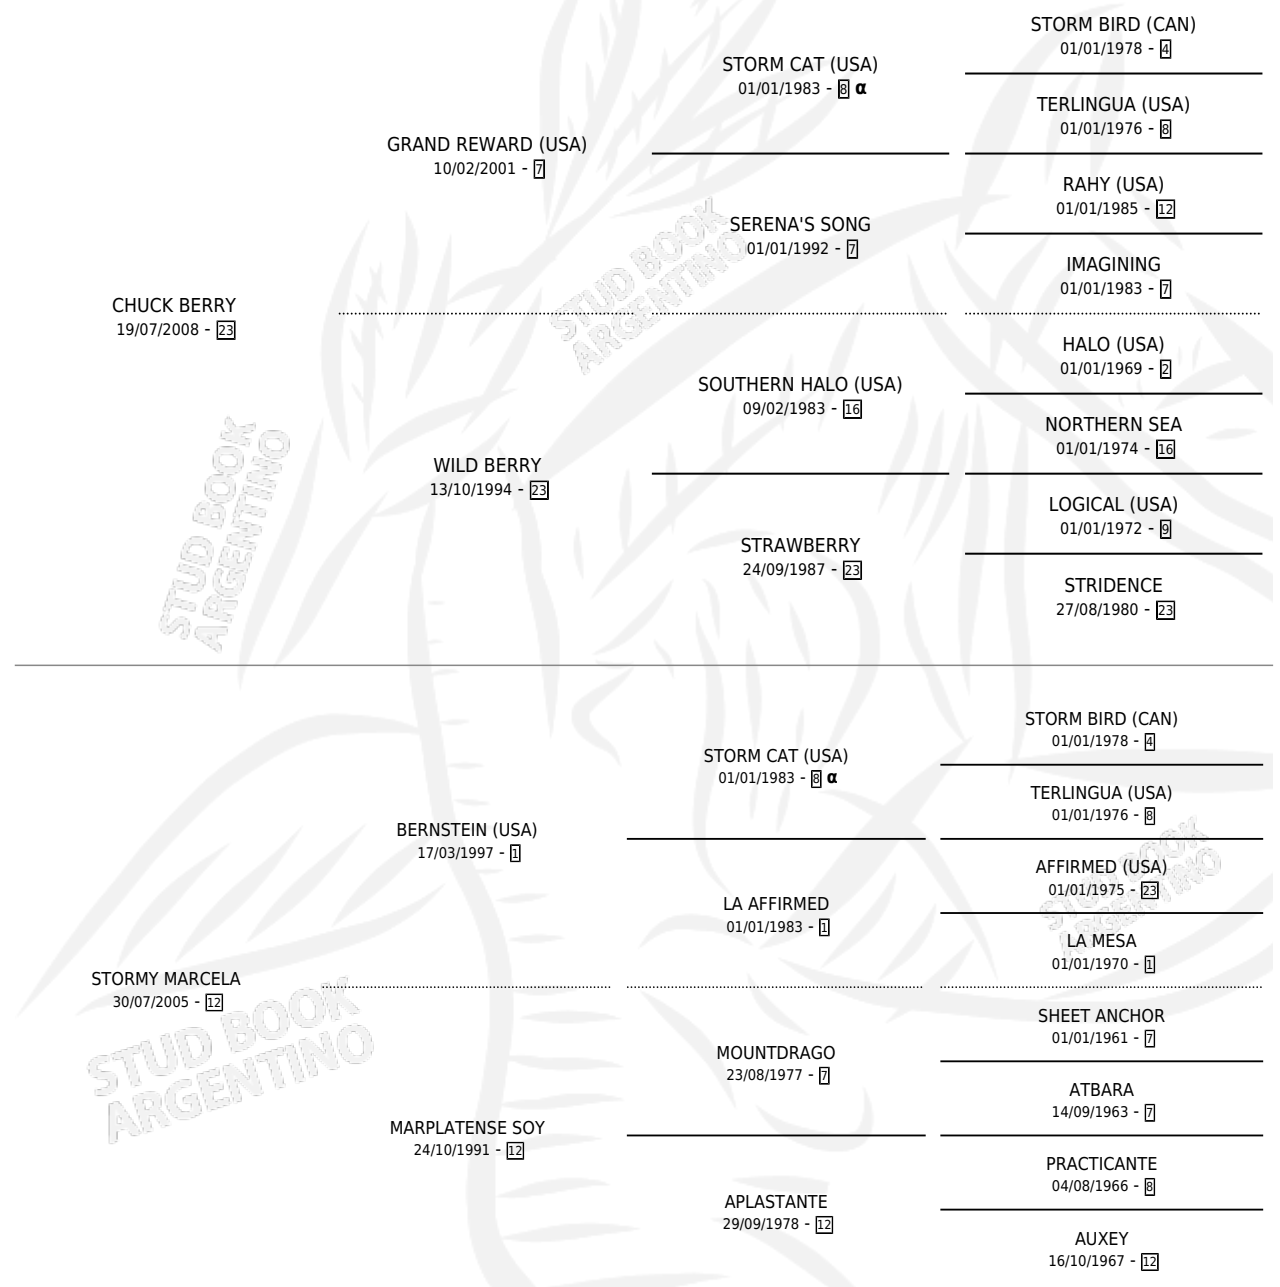 STORM BIRD (CAN)
01/01/1978 - 4
STORM CAT (USA)
01/01/1983 - 8 α
TERLINGUA (USA)
01/01/1976 - 8
GRAND REWARD (USA)
10/02/2001 - 7
RAHY (USA)
01/01/1985 - 12
SERENA'S SONG
01/01/1992 - 7
IMAGINING
01/01/1983 - 7
CHUCK BERRY
19/07/2008 - 23
HALO (USA)
01/01/1969 - 2
SOUTHERN HALO (USA)
09/02/1983 - 16
NORTHERN SEA
01/01/1974 - 16
WILD BERRY
13/10/1994 - 23
LOGICAL (USA)
01/01/1972 - 9
STRAWBERRY
24/09/1987 - 23
STRIDENCE
27/08/1980 - 23
STUD BOOK
ARGENTINO
STUD BOOK
ARGENTINO
STORM BIRD (CAN)
01/01/1978 - 4
STORM CAT (USA)
01/01/1983 - 8 α
TERLINGUA (USA)
01/01/1976 - 8
BERNSTEIN (USA)
17/03/1997 - 1
AFFIRMED (USA)
01/01/1975 - 23
LA AFFIRMED
01/01/1983 - 1
LA MESA
01/01/1970 - 1
STORMY MARCELA
30/07/2005 - 12
SHEET ANCHOR
01/01/1961 - 7
MOUNTDRAGO
23/08/1977 - 7
ATBARA
14/09/1963 - 7
MARPLATENSE SOY
24/10/1991 - 12
PRACTICANTE
04/08/1966 - 8
APLASTANTE
29/09/1978 - 12
AUXEY
16/10/1967 - 12
STUD BOOK
ARGENTINO
STUD BOOK
ARGENTINO